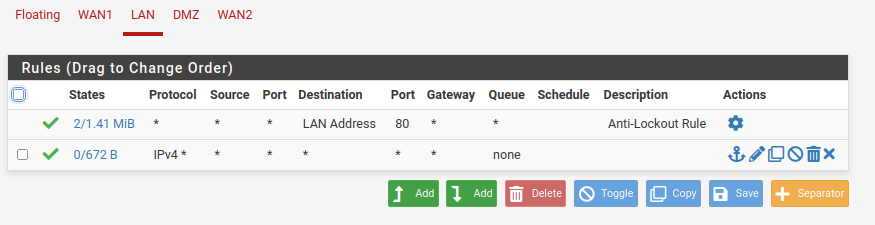 Floating WAN1 LAN DMZ WAN2
Rules (Drag to Change Order)
States Protocol Source Port Destination Port Gateway Queue Schedule Description Actions
2/1.41 MiB * * * LAN Address 80 * * Anti-Lockout Rule
0/672 B IPv4 * * * * * * none
Add Add Delete Toggle Copy Save Separator